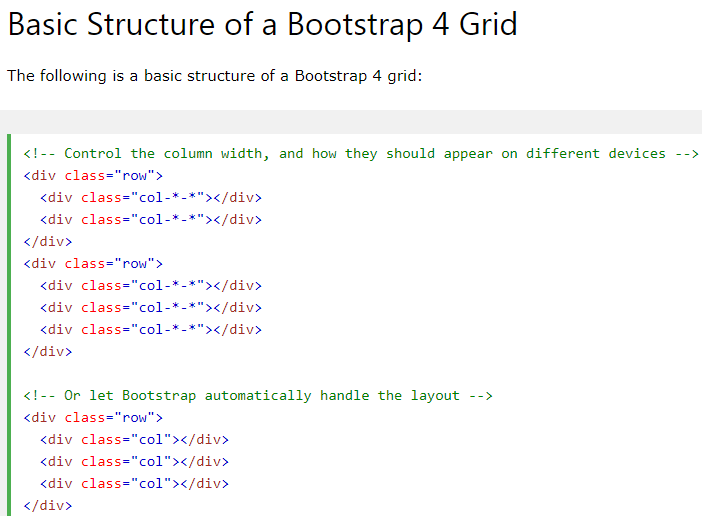 Basic Structure of a Bootstrap 4 Grid
The following is a basic structure of a Bootstrap 4 grid:
<!-- Control the column width, and how they should appear on different devices -->
<div class="row">
  <div class="col-*-*"></div>
  <div class="col-*-*"></div>
</div>
<div class="row">
  <div class="col-*-*"></div>
  <div class="col-*-*"></div>
  <div class="col-*-*"></div>
</div>
<!-- Or let Bootstrap automatically handle the layout -->
<div class="row">
  <div class="col"></div>
  <div class="col"></div>
  <div class="col"></div>
</div>